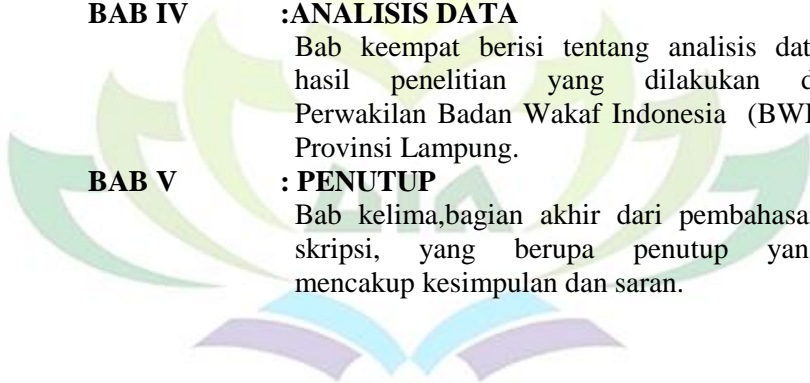 BAB IV :ANALISIS DATA
Bab keempat berisi tentang analisis dat
hasil penelitian yang dilakukan d
Perwakilan Badan Wakaf Indonesia (BWI
Provinsi Lampung.
BAB V : PENUTUP
Bab kelima,bagian akhir dari pembahasa
skripsi, yang berupa penutup yan
mencakup kesimpulan dan saran.